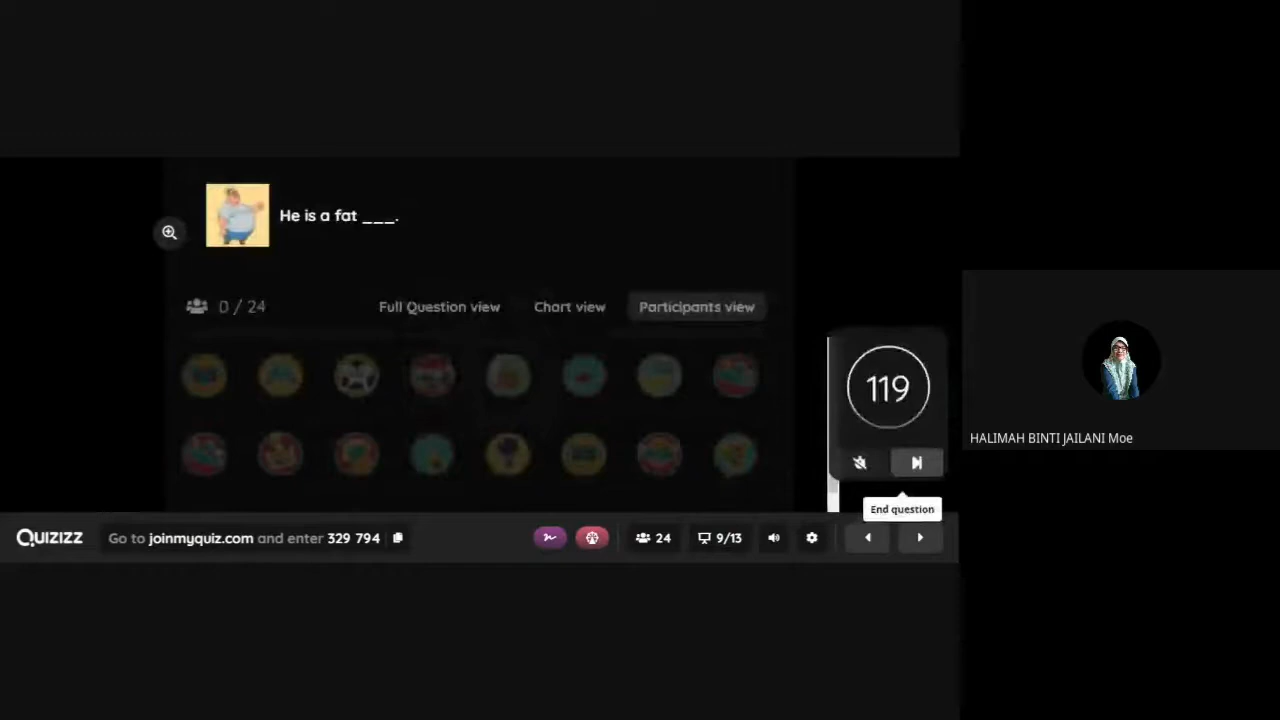 He is a fat ___.
0 / 24
Full Question view
Chart view
Participants view
119
HALIMAH BINTI JAILANI Moe
End question
QUIZIZZ
Go to joinmyquiz.com and enter 329 794
24
9/13